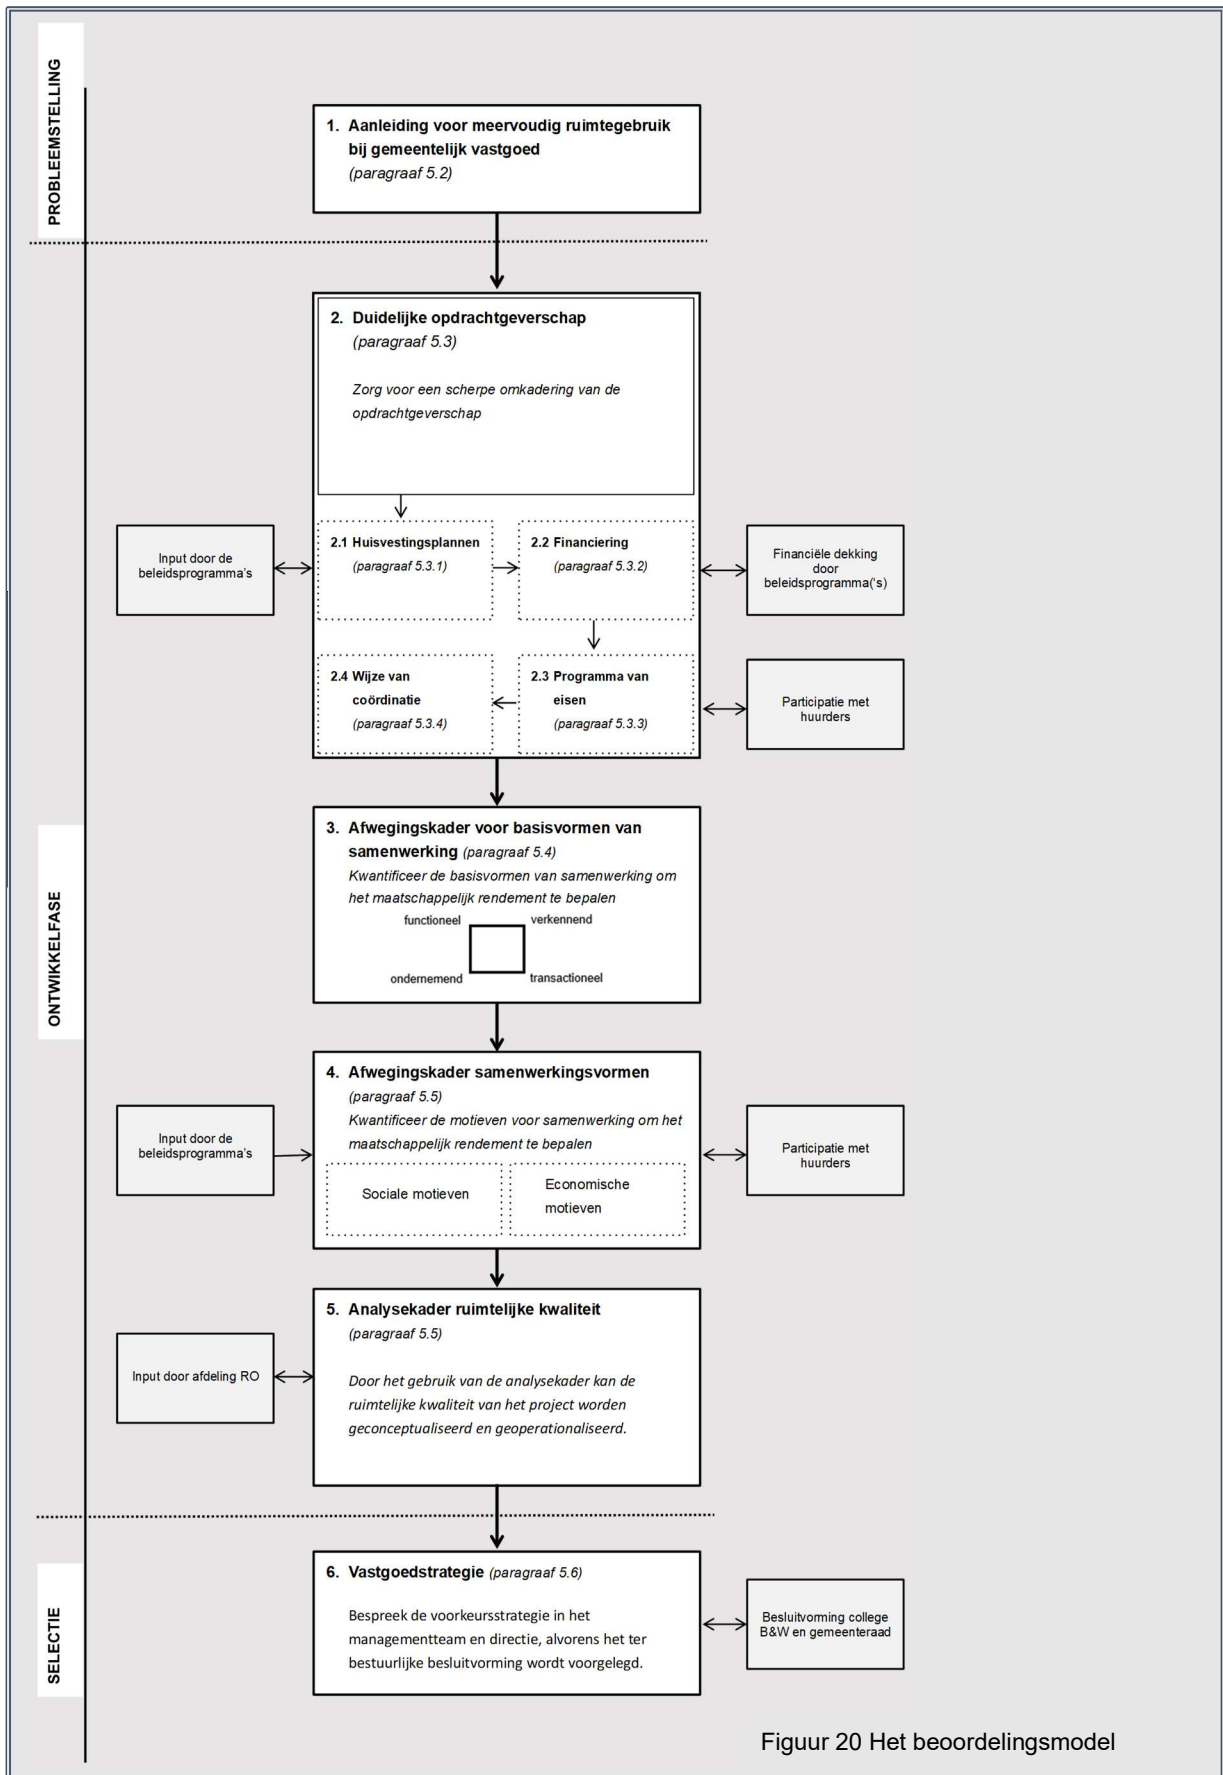 PROBLEEMSTELLING
1. Aanleiding voor meervoudig ruimtegebruik
bij gemeentelijk vastgoed
(paragraaf 5.2)
ONTWIKKELFASE
2. Duidelijke opdrachtgeverschap
(paragraaf 5.3)
Zorg voor een scherpe omkadering van de
opdrachtgeverschap
Input door de
beleidsprogramma’s
2.1 Huisvestingsplannen
(paragraaf 5.3.1)
2.2 Financiering
(paragraaf 5.3.2)
Financiële dekking
door
beleidsprogramma(‘s)
2.4 Wijze van
coördinatie
(paragraaf 5.3.4)
2.3 Programma van
eisen
(paragraaf 5.3.3)
Participatie met
huurders
3. Afwegingskader voor basisvormen van
samenwerking (paragraaf 5.4)
Kwantificeer de basisvormen van samenwerking om
het maatschappelijk rendement te bepalen
functioneel verkennend
ondernemend transactioneel
4. Afwegingskader samenwerkingsvormen
(paragraaf 5.5)
Kwantificeer de motieven voor samenwerking om het
maatschappelijk rendement te bepalen
Input door de
beleidsprogramma’s
Sociale motieven
Economische
motieven
Participatie met
huurders
5. Analysekader ruimtelijke kwaliteit
(paragraaf 5.5)
Input door afdeling RO
Door het gebruik van de analysekader kan de
ruimtelijke kwaliteit van het project worden
geconceptualiseerd en geoperationaliseerd.
SELECTIE
6. Vastgoedstrategie (paragraaf 5.6)
Bespreek de voorkeursstrategie in het
managementteam en directie, alvorens het ter
bestuurlijke besluitvorming wordt voorgelegd.
Besluitvorming college
B&W en gemeenteraad
Figuur 20 Het beoordelingsmodel